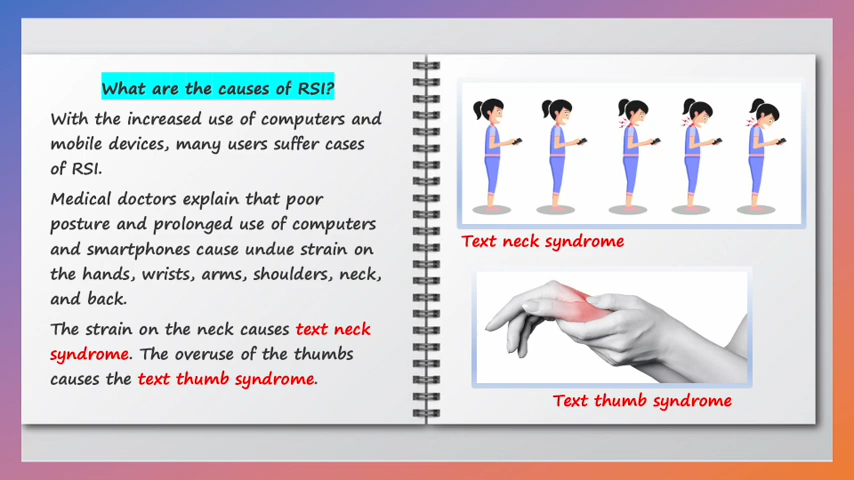 What are the causes of RSI?
With the increased use of computers and
mobile devices, many users suffer cases
of RSI.
Medical doctors explain that poor
posture and prolonged use of computers
and smartphones cause undue strain on
the hands, wrists, arms, shoulders, neck,
and back.
The strain on the neck causes text neck
syndrome. The overuse of the thumbs
causes the text thumb syndrome.
Text neck syndrome
Text thumb syndrome